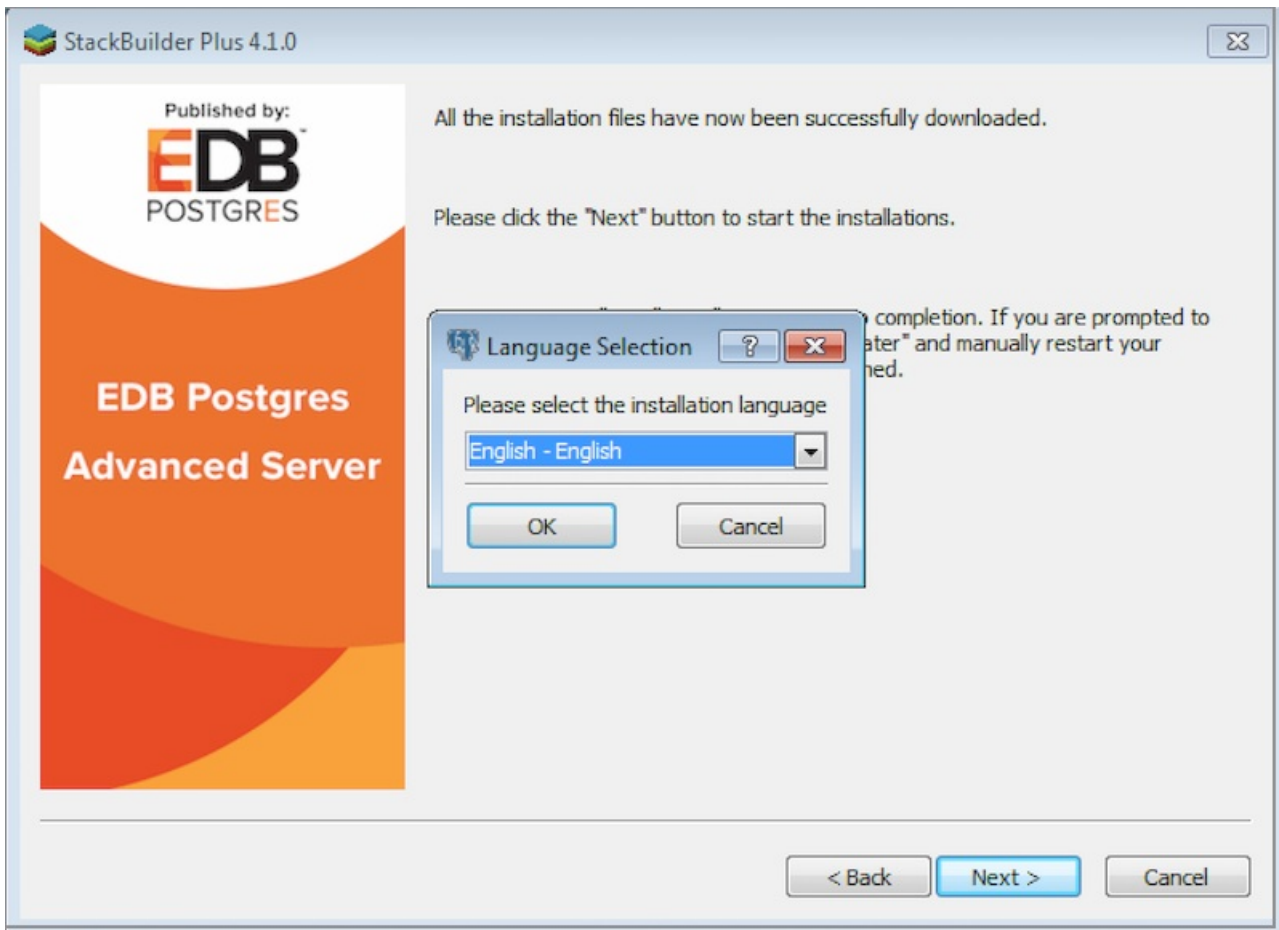 StackBuilder Plus 4.1.0
Published by:
EDB™
POSTGRES
EDB Postgres
Advanced Server
All the installation files have now been successfully downloaded.
Please click the "Next" button to start the installations.
completion. If you are prompted to
ater" and manually restart your
ned.
Language Selection
?
Please select the installation language
English - English
OK
Cancel
< Back
Next >
Cancel